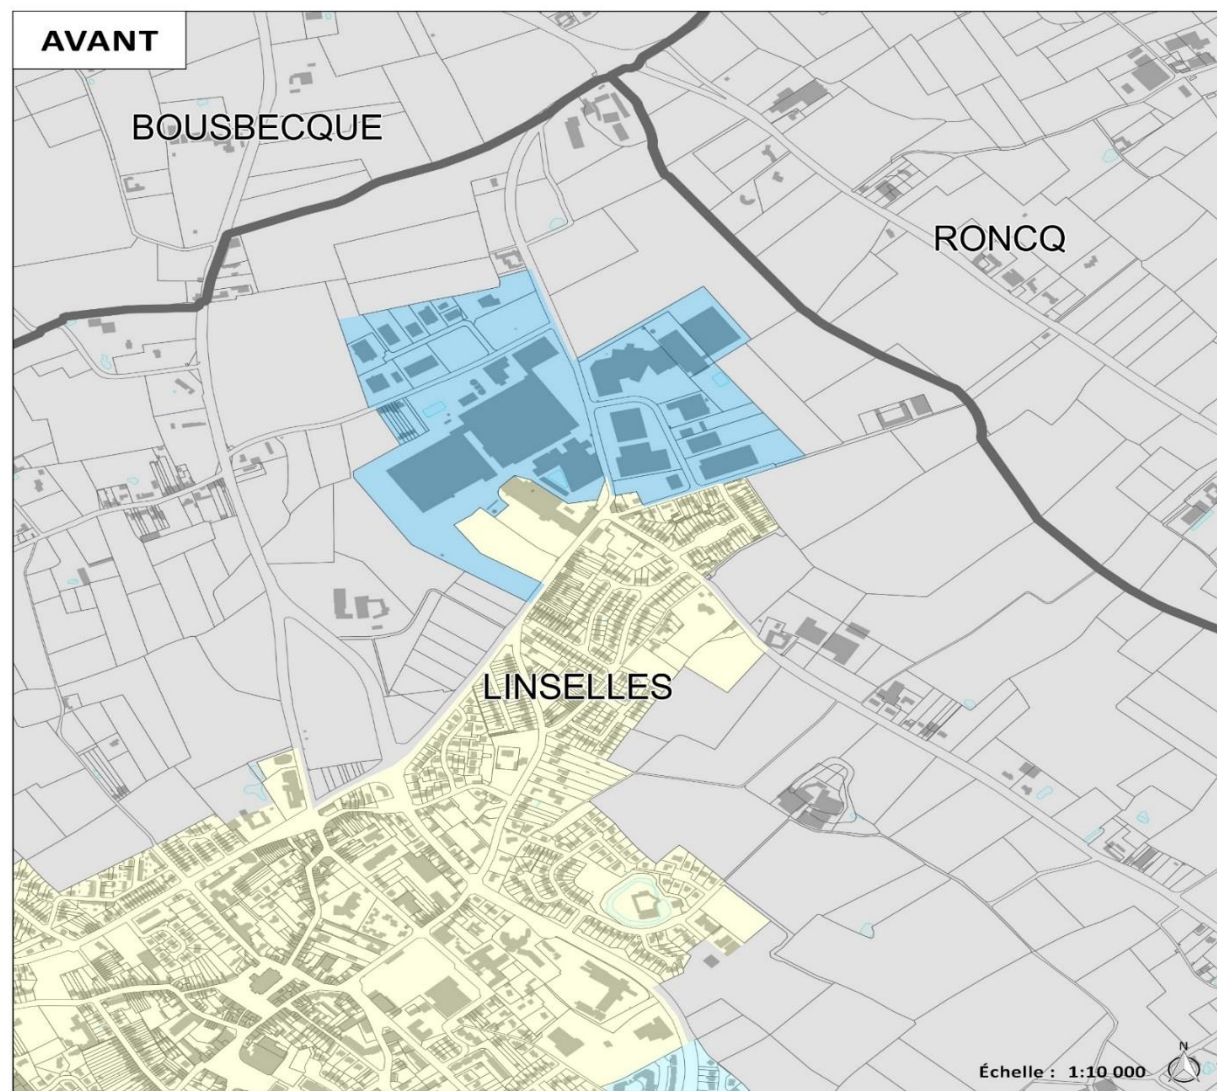 AVANT
BOUSBECQUE
RONCQ
LINSELLES
N
Échelle : 1:10 000